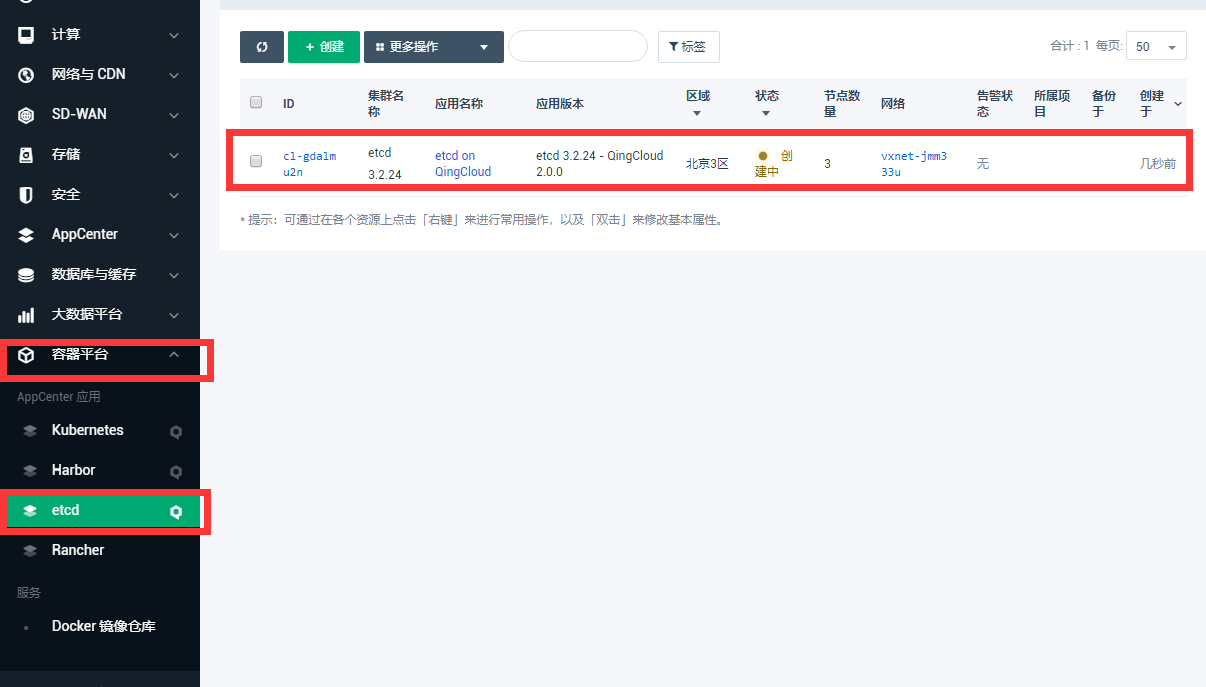 计算
网络与 CDN
SD-WAN
存储
安全
AppCenter
数据库与缓存
大数据平台
容器平台
AppCenter 应用
Kubernetes
Harbor
etcd
Rancher
服务
Docker 镜像仓库
+ 创建
更多操作
标签
合计 : 1 每页: 50
ID
集群名
称
应用名称
应用版本
区域
状态
节点数
量
网络
告警状
态
所属项
目
备份
于
创建
于
cl-gdalm
u2n
etcd
3.2.24
etcd on
QingCloud
etcd 3.2.24 - QingCloud
2.0.0
北京3区
创
建中
3
vxnet-jmm3
33u
无
几秒前
* 提示：可通过在各个资源上点击「右键」来进行常用操作，以及「双击」来修改基本属性。